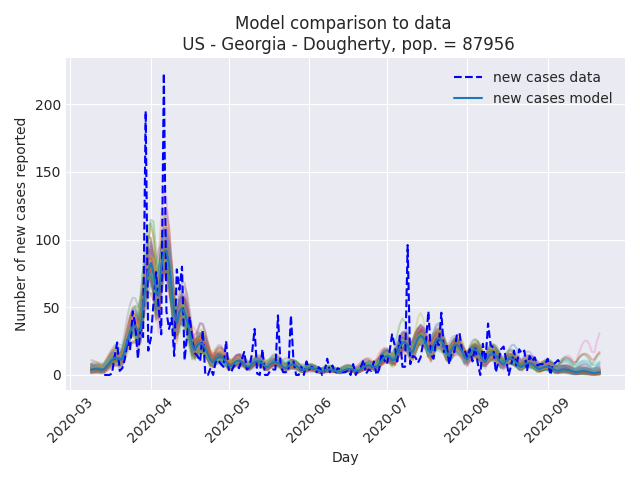 Model comparison to data
US - Georgia - Dougherty, pop. = 87956
new cases data
new cases model
Number of new cases reported
200
150
100
50
0
2020-03
2020-04
2020-05
2020-06
2020-07
2020-08
2020-09
Day